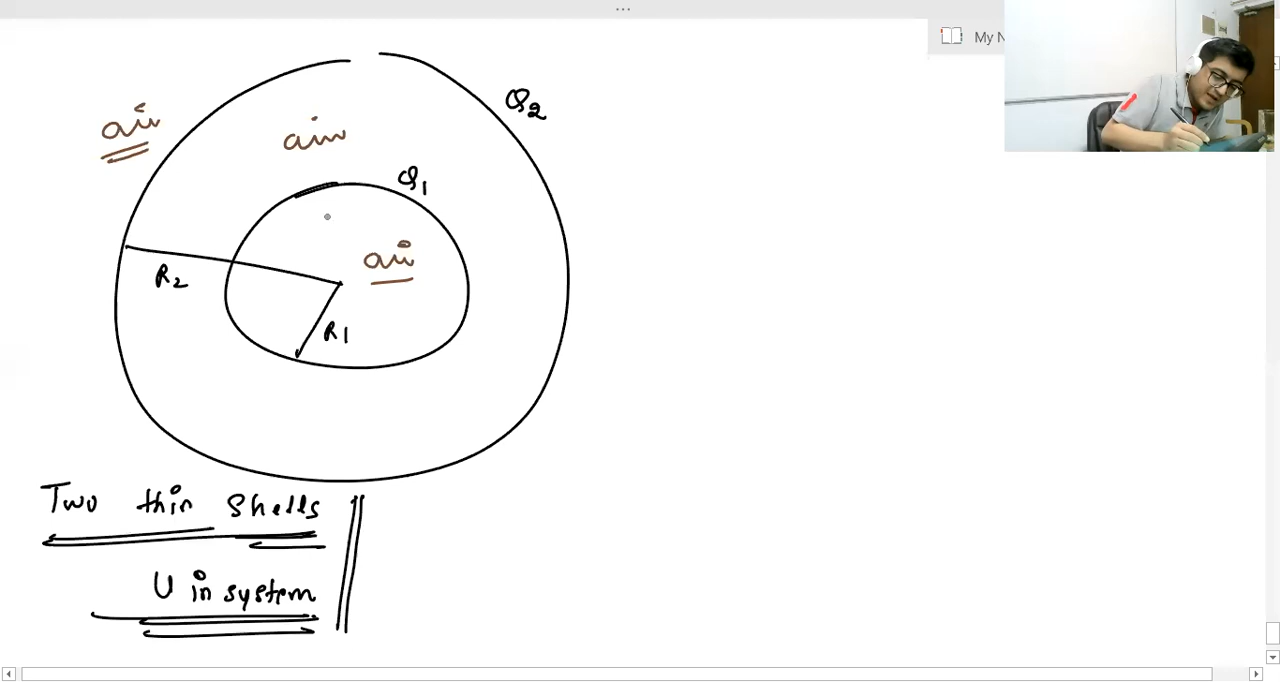 ...
My N
Q2
air
air
Q1
air
R2
R1
Two thin shells
U in system